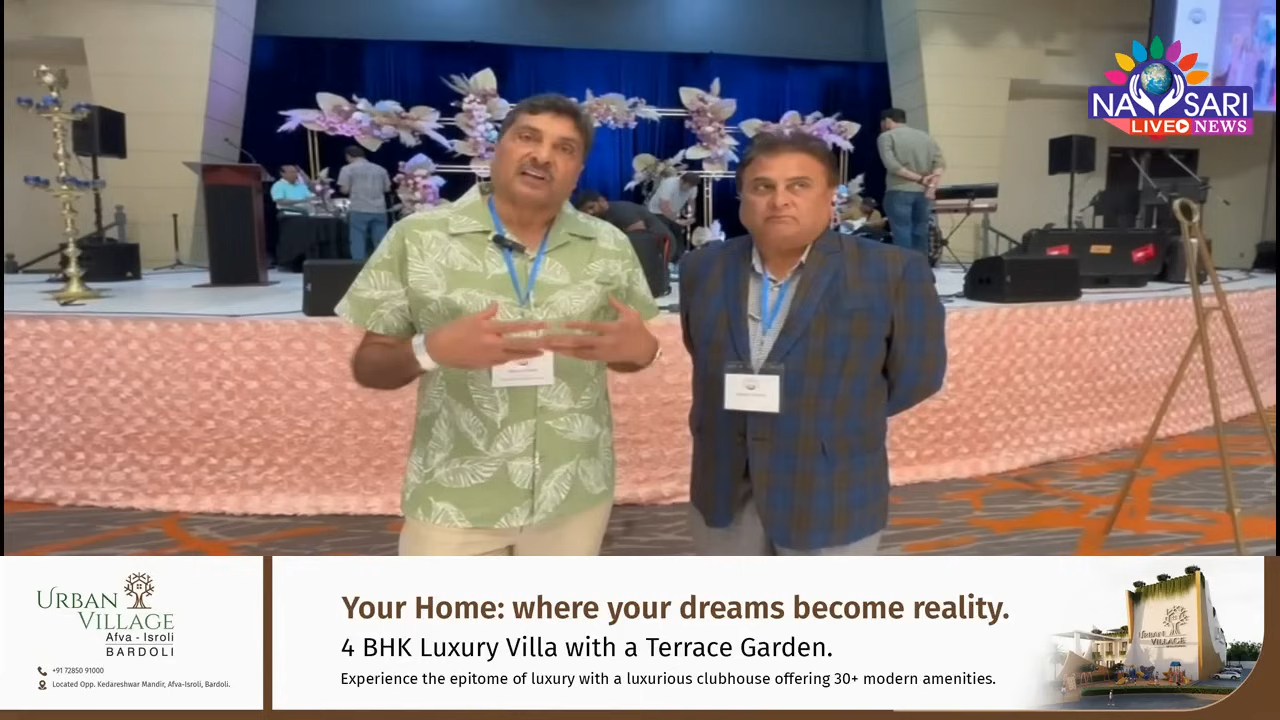 NAVSARI
LIVE NEWS
URBAN
VILLAGE
Afva - Isroli
BARDOLI
+91 72850 91000
Located Opp. Kedareshwar Mandir, Afva-Isroli, Bardoli.
Your Home: where your dreams become reality.
4 BHK Luxury Villa with a Terrace Garden.
Experience the epitome of luxury with a luxurious clubhouse offering 30+ modern amenities.
URBAN
VILLAGE